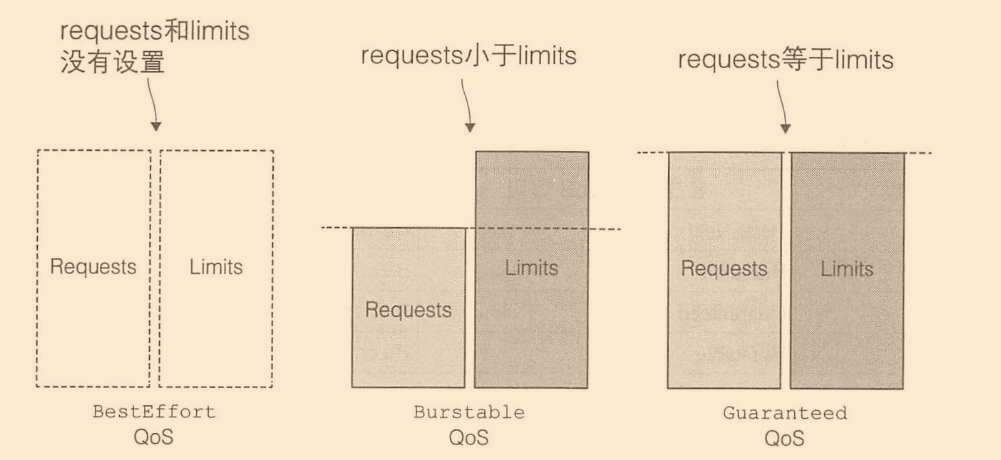 requests和limits
没有设置
requests小于limits
requests等于limits
Requests
Limits
Requests
Limits
Requests
Limits
BestEffort
QoS
Burstable
QoS
Guaranteed
QoS